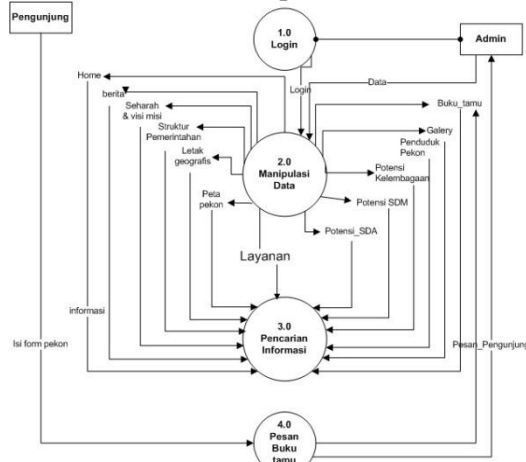 Pengunjung
1.0
Login
Admin
Home
Login
Data
berita
Buku_tamu
Seharah
& visi misi
Struktur
Pemerintahan
Galery
Penduduk
Pekon
Letak
geografis
2.0
Manipulasi
Data
Potensi
Kelembagaan
Peta
pekon
Potensi SDM
Potensi_SDA
Layanan
informasi
3.0
Pencarian
Informasi
Isi form pekon
Pesan_Pengunjung
4.0
Pesan
Buku
tamu